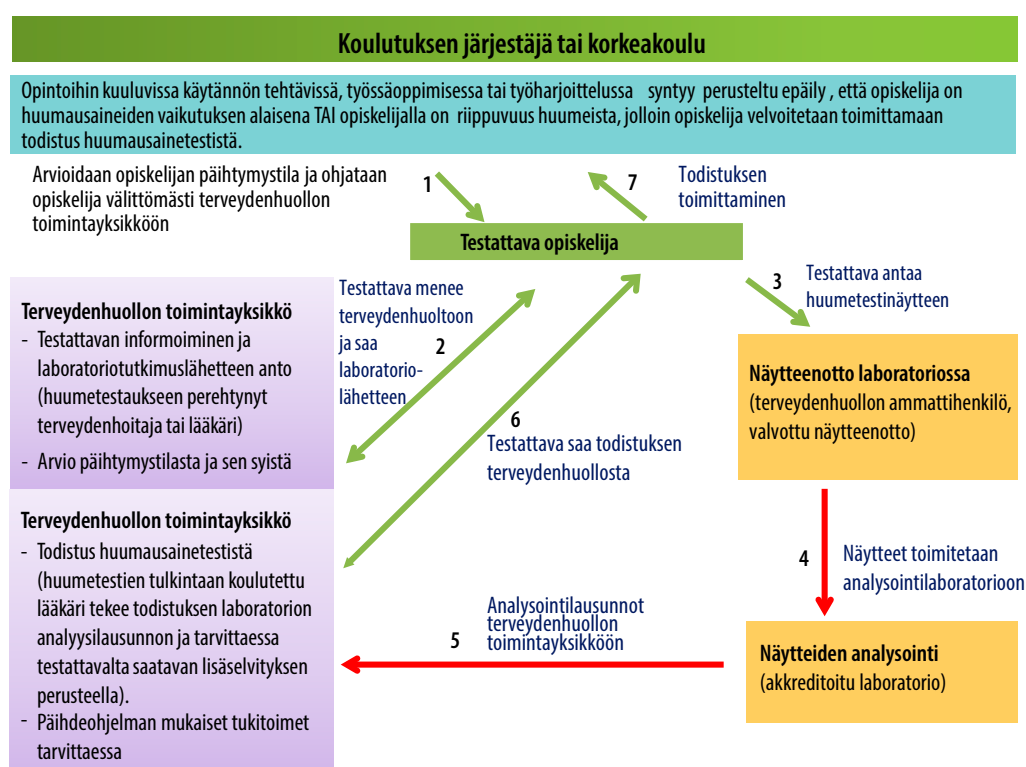 Koulutuksen järjestäjä tai korkeakoulu
Opintoihin kuuluvissa käytännön tehtävissä, työssäoppimisessa tai työharjoittelussa syntyy perusteltu epäily , että opiskelija on
huumausaineiden vaikutuksen alaisena TAI opiskelijalla on riippuvuus huumeista, jolloin opiskelija velvoitetaan toimittamaan
todistus huumausainetestistä.
Arvioidaan opiskelijan päihtymystila ja ohjataan
opiskelija välittömästi terveydenhuollon
toimintayksikköön
1
7
Todistuksen
toimittaminen
Testattava opiskelija
Testattava menee
terveydenhuoltoon
ja saa
laboratorio-
lähetteen
2
3
Testattava antaa
huumetestinäytteen
Terveydenhuollon toimintayksikkö
- Testattavan informoiminen ja
laboratoriotutkimuslähetteen anto
(huumetestaukseen perehtynyt
terveydenhoitaja tai lääkäri)
- Arvio päihtymystilasta ja sen syistä
6
Testattava saa todistuksen
terveydenhuollosta
Näytteenotto laboratoriossa
(terveydenhuollon ammattihenkilö,
valvottu näytteenotto)
4
Näytteet toimitetaan
analysointilaboratorioon
Terveydenhuollon toimintayksikkö
- Todistus huumausainetestistä
(huumetestien tulkintaan koulutettu
lääkäri tekee todistuksen laboratorion
analyysilausunnon ja tarvittaessa
testattavalta saatavan lisäselvityksen
perusteella).
- Päihdeohjelman mukaiset tukitoimet
tarvittaessa
5
Analysointilausunnot
terveydenhuollon
toimintayksikköön
Näytteiden analysointi
(akkreditoitu laboratorio)